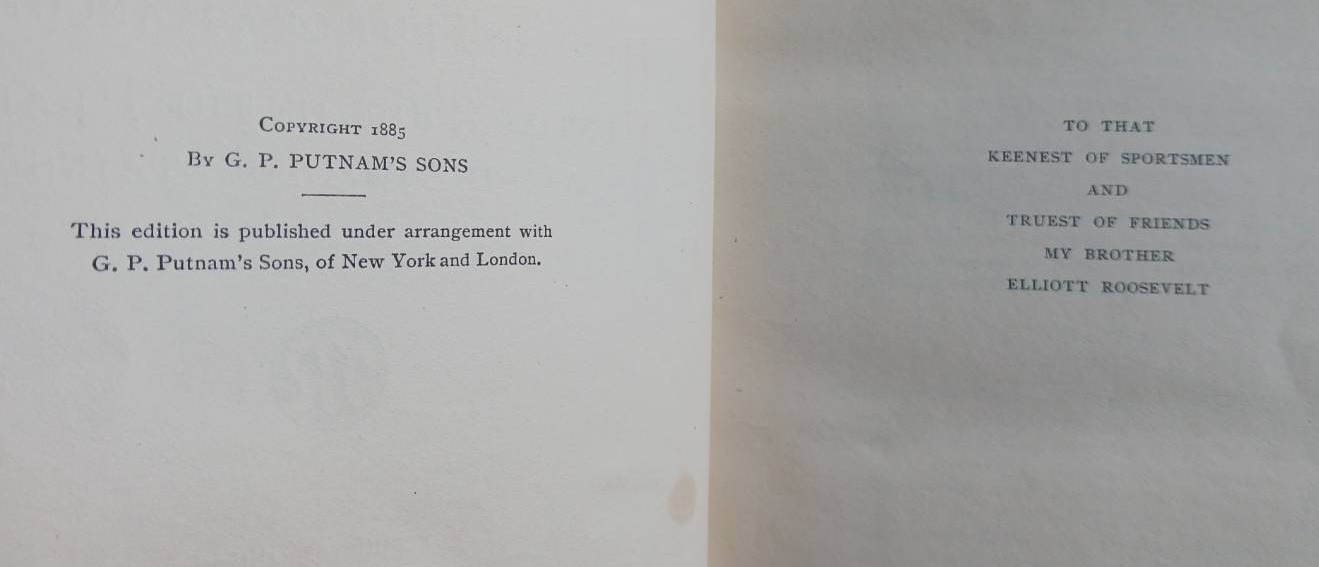 COPYRIGHT 1885
BY G. P. PUTNAM'S SONS
This edition is published under arrangement with
G. P. Putnam's Sons, of New York and London.
TO THAT
KEENEST OF SPORTSMEN
AND
TRUEST OF FRIENDS
MY BROTHER
ELLIOTT ROOSEVELT